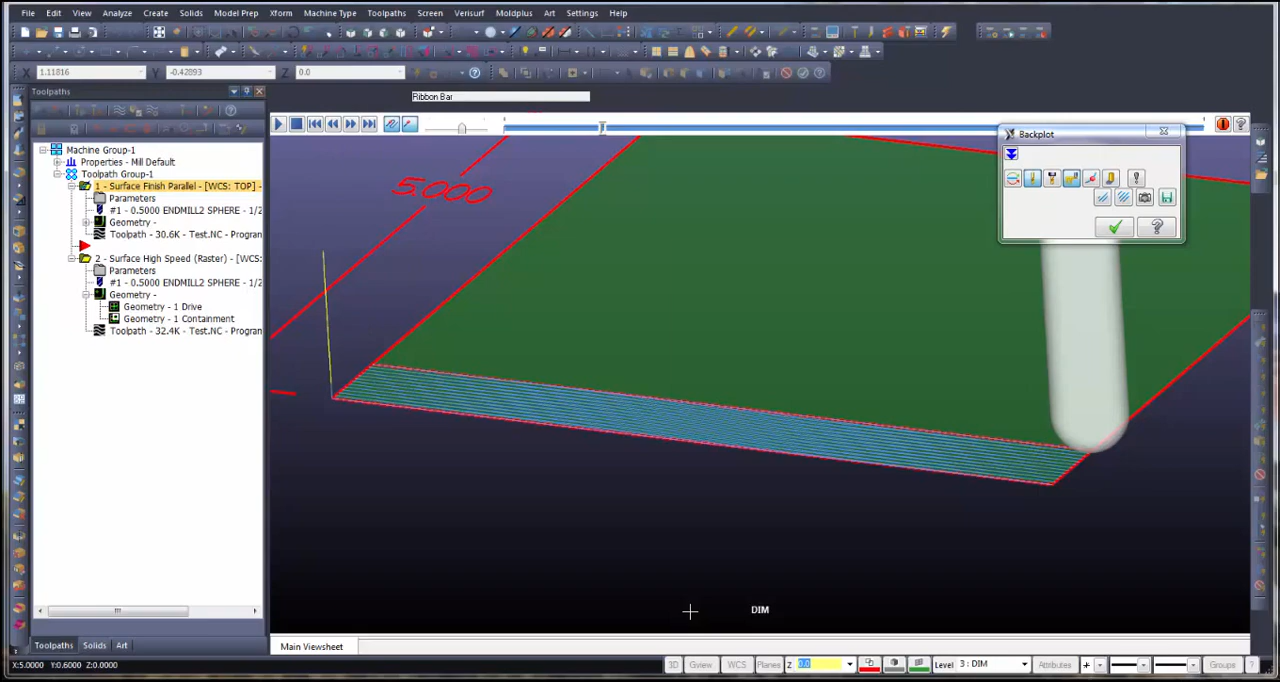 File Edit View Analyze Create Solids Model Prep Xform Machine Type Toolpaths Screen Verisurf Moldplus Art Settings Help
X 1.11816 Y -0.42893 Z 0.0
Toolpaths
Ribbon Bar
Machine Group-1
Properties - Mill Default
Toolpath Group-1
1 - Surface Finish Parallel - [WCS: TOP] -
Parameters
#1 - 0.5000 ENDMILL2 SPHERE - 1/2
Geometry -
Toolpath - 30.6K - Test.NC - Progran
2 - Surface High Speed (Raster) - [WCS:
Parameters
#1 - 0.5000 ENDMILL2 SPHERE - 1/2
Geometry -
Geometry - 1 Drive
Geometry - 1 Containment
Toolpath - 32.4K - Test.NC - Progran
5.000
Backplot
DIM
Toolpaths Solids Art
Main Viewsheet
X:5.0000 Y:0.6000 Z:0.0000
3D Gview WCS Planes Z 0.0 Level 3 : DIM Attributes Groups